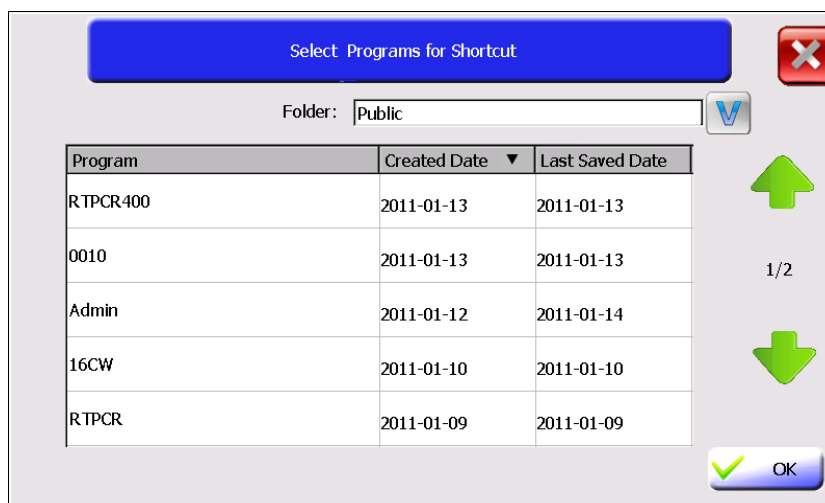 Select Programs for Shortcut
Folder: Public
Program Created Date ▼ Last Saved Date
RTPCR400 2011-01-13 2011-01-13
0010 2011-01-13 2011-01-13
1/2
Admin 2011-01-12 2011-01-14
16CW 2011-01-10 2011-01-10
RTPCR 2011-01-09 2011-01-09
OK